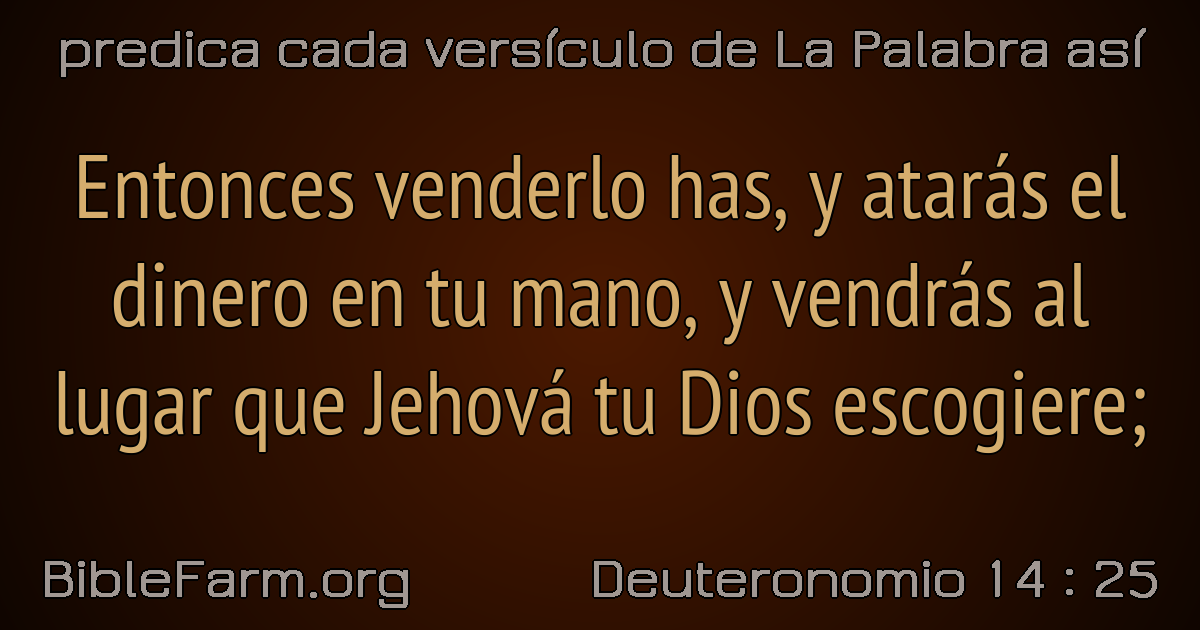 predica cada versículo de La Palabra así
Entonces venderlo has, y atarás el
dinero en tu mano, y vendrás al
lugar que Jehová tu Dios escogiere;
BibleFarm.org
Deuteronomio 14 : 25